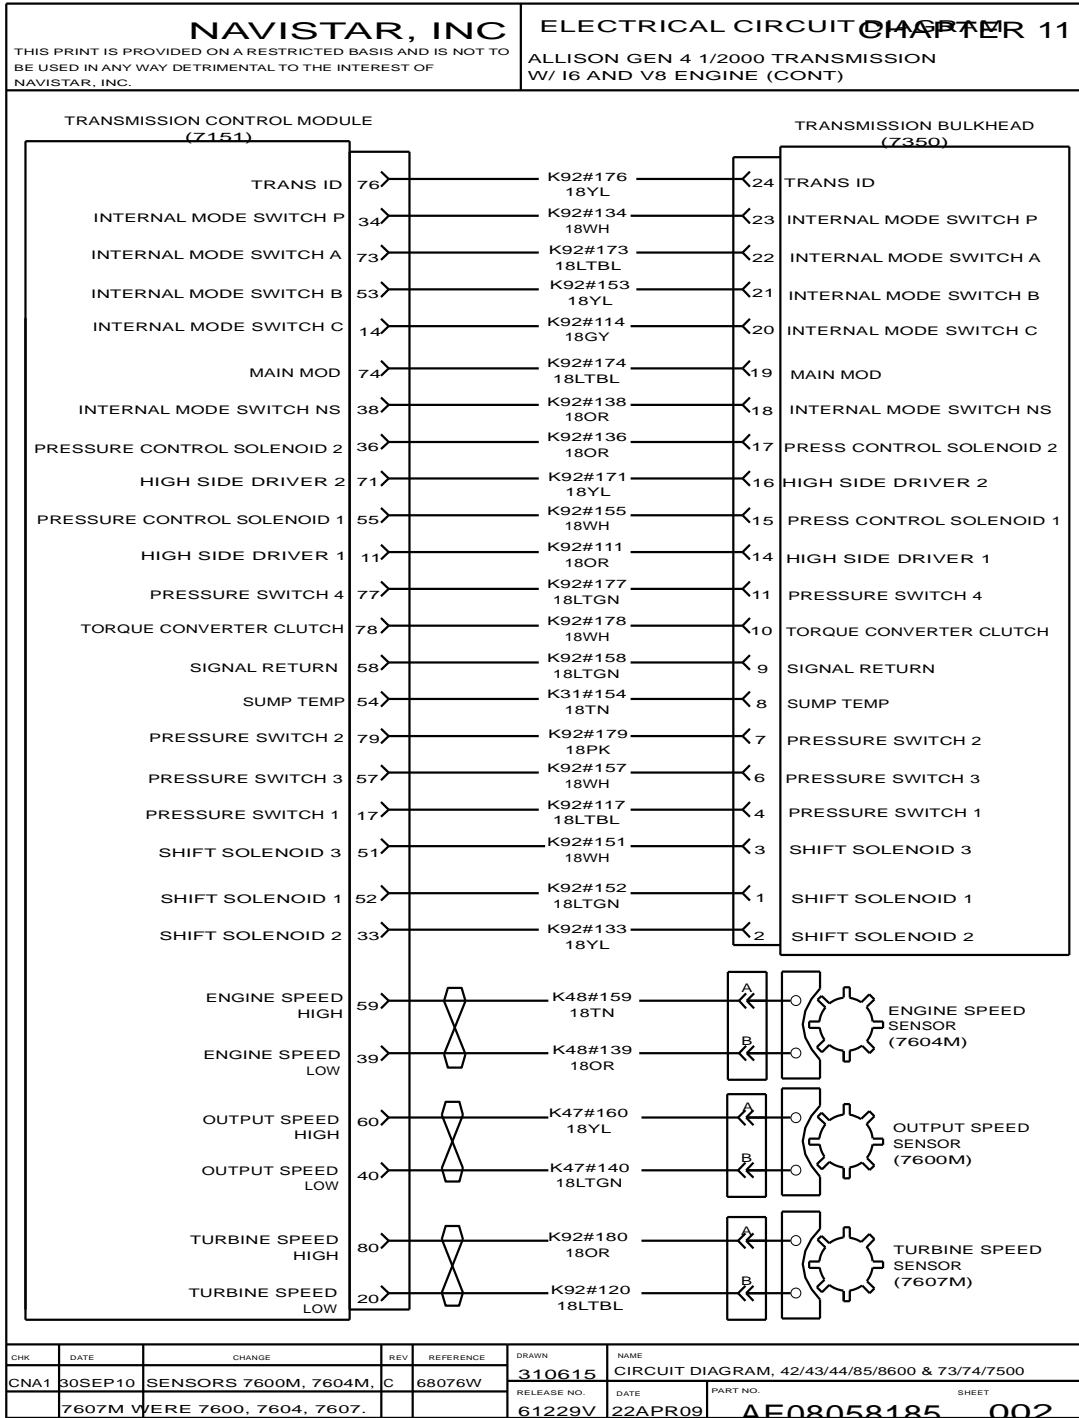 NAVISTAR, INC
THIS PRINT IS PROVIDED ON A RESTRICTED BASIS AND IS NOT TO
BE USED IN ANY WAY DETRIMENTAL TO THE INTEREST OF
NAVISTAR, INC.
ELECTRICAL CIRCUIT DIAGRAM
CHAPTER 11
ALLISON GEN 4 1/2000 TRANSMISSION
W/ I6 AND V8 ENGINE (CONT)
TRANSMISSION CONTROL MODULE
(7151)
TRANSMISSION BULKHEAD
(7350)
TRANS ID 76 K92#176 24 TRANS ID
18YL
INTERNAL MODE SWITCH P 34 K92#134 23 INTERNAL MODE SWITCH P
18WH
INTERNAL MODE SWITCH A 73 K92#173 22 INTERNAL MODE SWITCH A
18LTBL
INTERNAL MODE SWITCH B 53 K92#153 21 INTERNAL MODE SWITCH B
18YL
INTERNAL MODE SWITCH C 14 K92#114 20 INTERNAL MODE SWITCH C
18GY
MAIN MOD 74 K92#174 19 MAIN MOD
18LTBL
INTERNAL MODE SWITCH NS 38 K92#138 18 INTERNAL MODE SWITCH NS
18OR
PRESSURE CONTROL SOLENOID 2 36 K92#136 17 PRESS CONTROL SOLENOID 2
18OR
HIGH SIDE DRIVER 2 71 K92#171 16 HIGH SIDE DRIVER 2
18YL
PRESSURE CONTROL SOLENOID 1 55 K92#155 15 PRESS CONTROL SOLENOID 1
18WH
HIGH SIDE DRIVER 1 11 K92#111 14 HIGH SIDE DRIVER 1
18OR
PRESSURE SWITCH 4 77 K92#177 11 PRESSURE SWITCH 4
18LTGN
TORQUE CONVERTER CLUTCH 78 K92#178 10 TORQUE CONVERTER CLUTCH
18WH
SIGNAL RETURN 58 K92#158 9 SIGNAL RETURN
18LTGN
SUMP TEMP 54 K31#154 8 SUMP TEMP
18TN
PRESSURE SWITCH 2 79 K92#179 7 PRESSURE SWITCH 2
18PK
PRESSURE SWITCH 3 57 K92#157 6 PRESSURE SWITCH 3
18WH
PRESSURE SWITCH 1 17 K92#117 4 PRESSURE SWITCH 1
18LTBL
SHIFT SOLENOID 3 51 K92#151 3 SHIFT SOLENOID 3
18WH
SHIFT SOLENOID 1 52 K92#152 1 SHIFT SOLENOID 1
18LTGN
SHIFT SOLENOID 2 33 K92#133 2 SHIFT SOLENOID 2
18YL
ENGINE SPEED
HIGH 59 K48#159 A
18TN
ENGINE SPEED
LOW 39 K48#139 B
18OR
ENGINE SPEED
SENSOR
(7604M)
OUTPUT SPEED
HIGH 60 K47#160 A
18YL
OUTPUT SPEED
LOW 40 K47#140 B
18LTGN
OUTPUT SPEED
SENSOR
(7600M)
TURBINE SPEED
HIGH 80 K92#180 A
18OR
TURBINE SPEED
LOW 20 K92#120 B
18LTBL
TURBINE SPEED
SENSOR
(7607M)
CHK DATE CHANGE REV REFERENCE
CNA1 30SEP10 SENSORS 7600M, 7604M, C 68076W
7607M WERE 7600, 7604, 7607.
DRAWN
310615
NAME
CIRCUIT DIAGRAM, 42/43/44/85/8600 & 73/74/7500
RELEASE NO. DATE PART NO. SHEET
61229V 22APR09 AE08058185 002